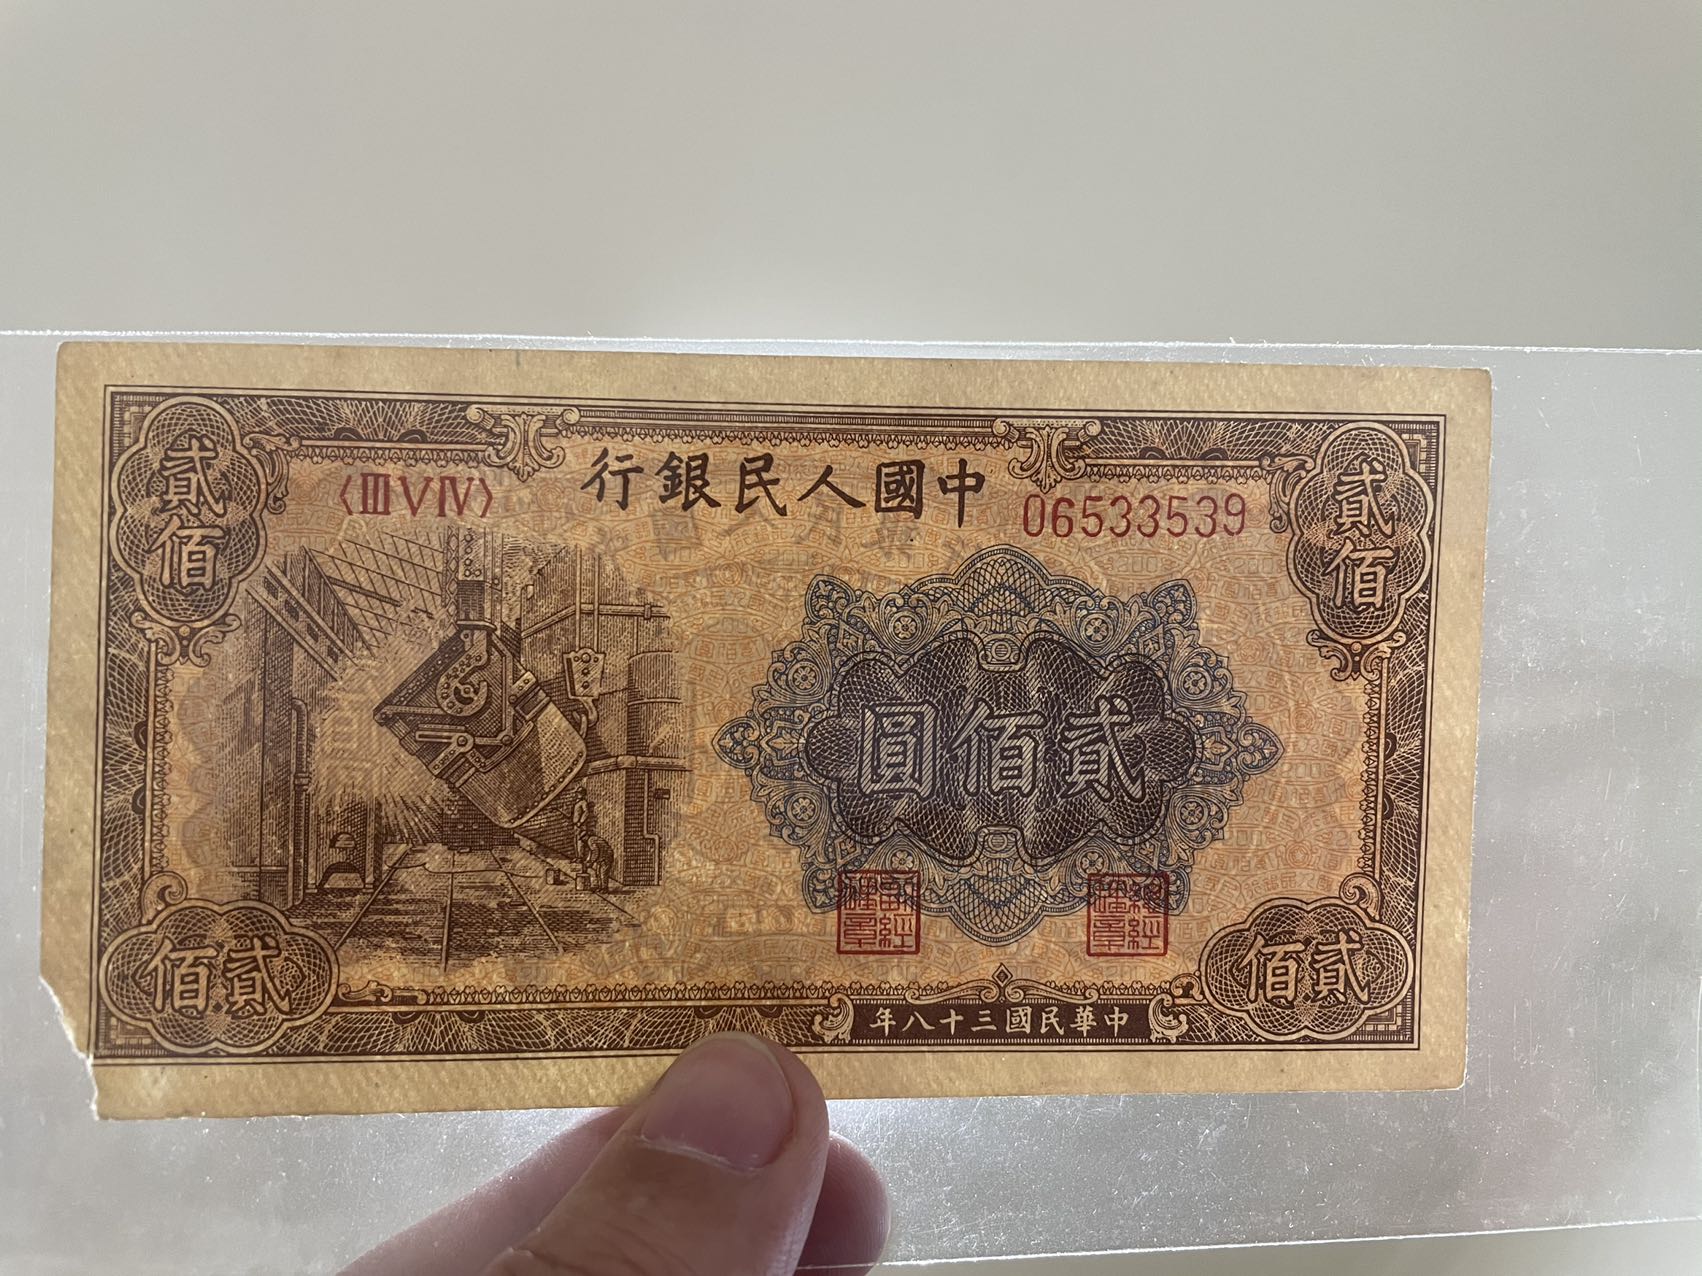 〈ⅢⅤⅣ〉
行銀民人國中
06533539
貳佰
貳佰
圓佰貳
佰貳
佰貳
年八十三國民華中